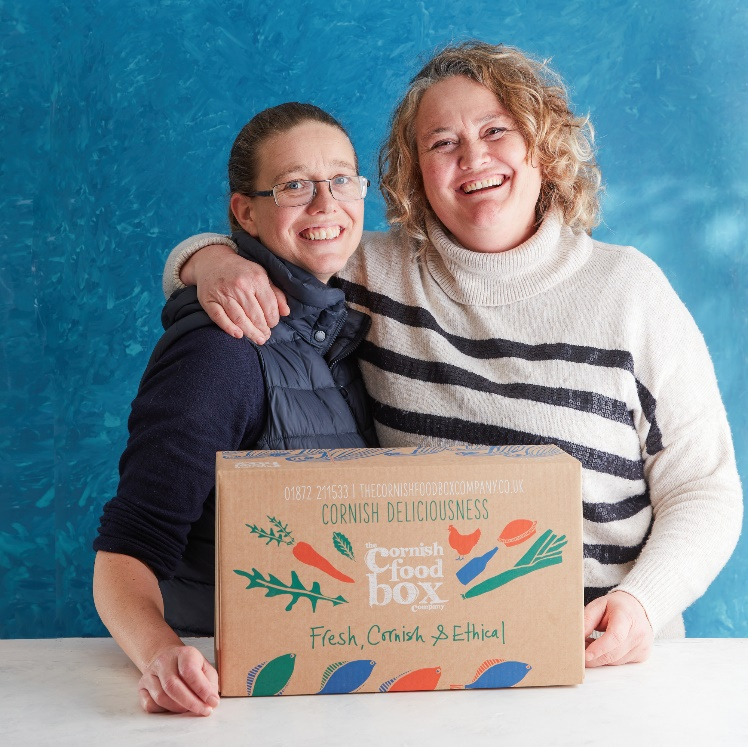 01872 211533 | THECORNISHFOODBOXCOMPANY.CO.UK
CORNISH DELICIOUSNESS
the
Cornish
food
BOX
company
Fresh, Cornish & Ethical